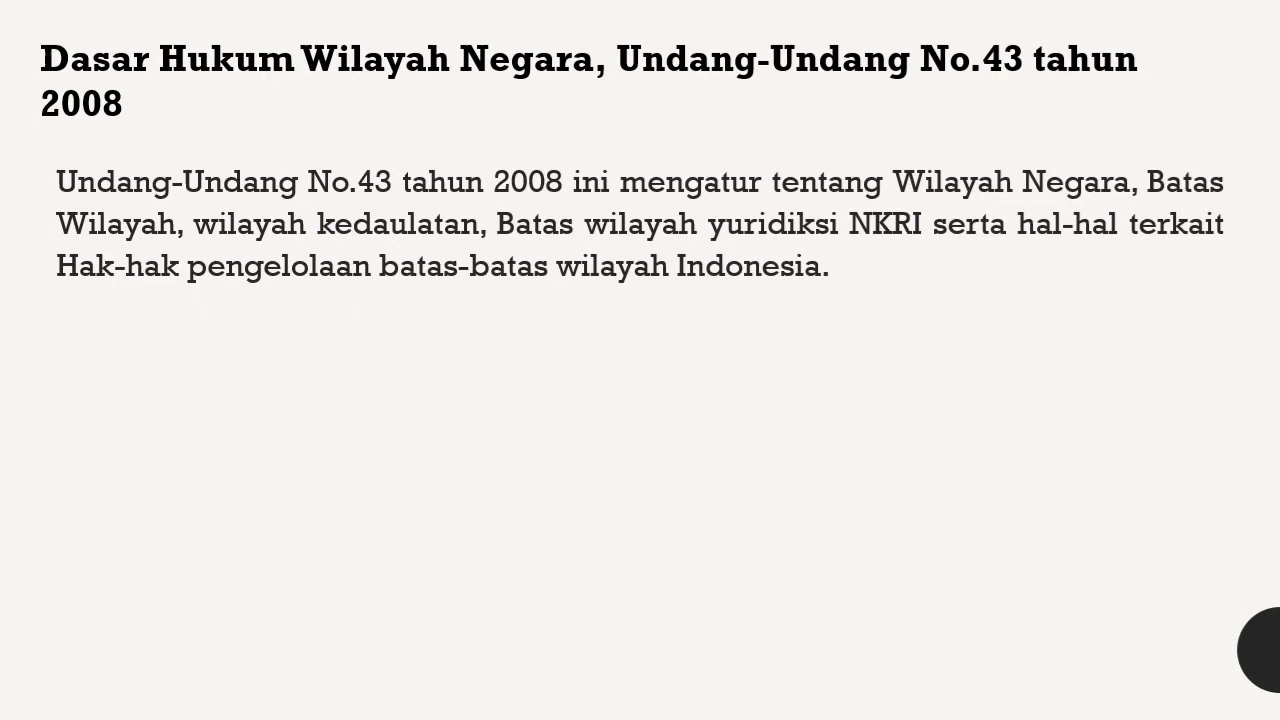 Dasar Hukum Wilayah Negara, Undang-Undang No.43 tahun
2008
Undang-Undang No.43 tahun 2008 ini mengatur tentang Wilayah Negara, Batas
Wilayah, wilayah kedaulatan, Batas wilayah yuridiksi NKRI serta hal-hal terkait
Hak-hak pengelolaan batas-batas wilayah Indonesia.